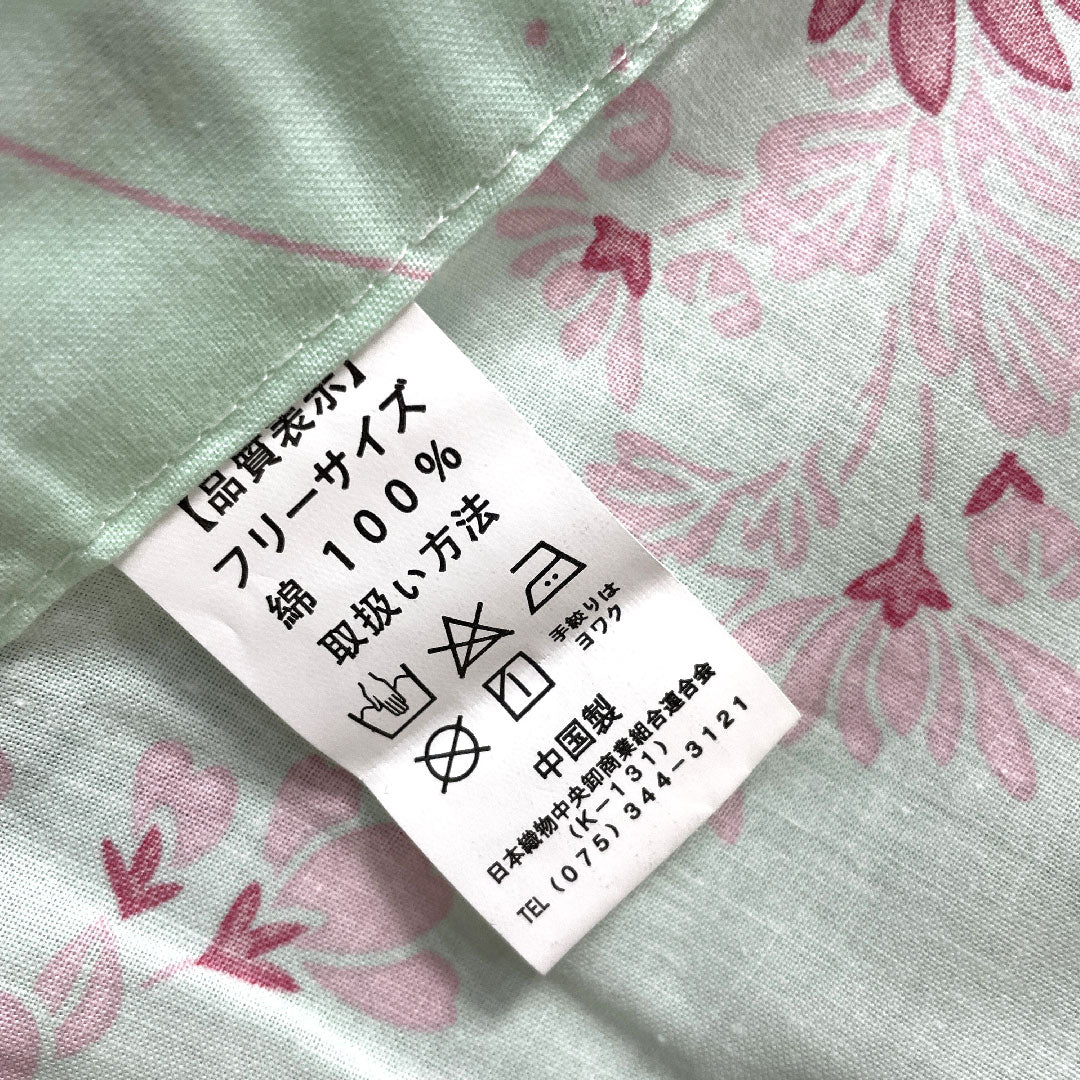 【品質表示】
フリーサイズ
綿 100%
取扱い方法
手絞りは
ヨワク
中国製
日本織物中央卸商業組合連合会
(K-131)
TEL (075) 344-3121